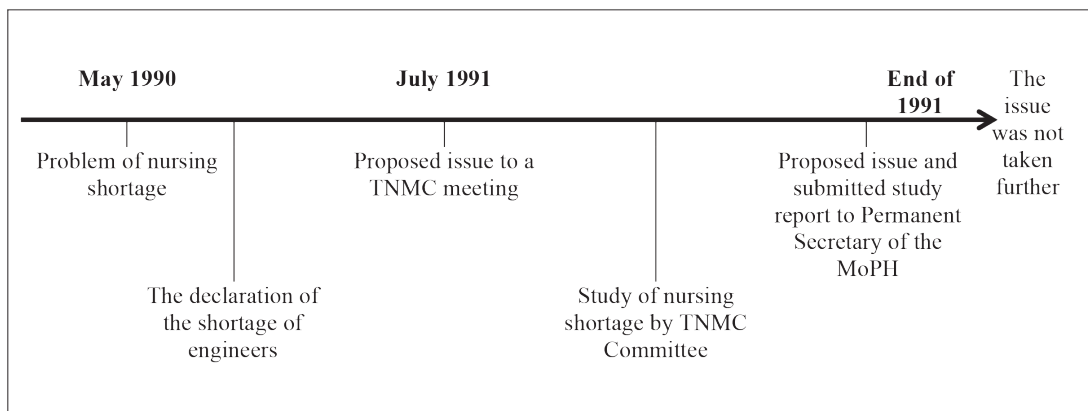 May 1990
July 1991
End of
1991
The
issue
was not
taken
further
Problem of nursing
shortage
Proposed issue to a
TNMC meeting
Proposed issue and
submitted study
report to Permanent
Secretary of the
MoPH
The declaration of
the shortage of
engineers
Study of nursing
shortage by TNMC
Committee